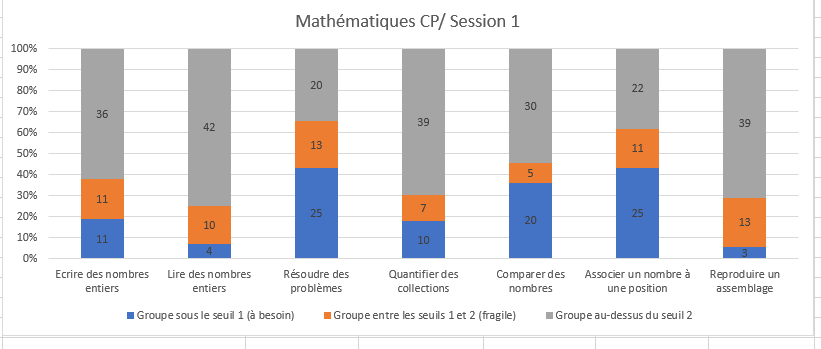 Mathématiques CP/ Session 1
100%
90%
80%
70%
60%
50%
40%
30%
20%
10%
0%
36 42 20 39 30 22 39
11 10 13 7 5 11 13
11 4 25 10 20 25 3
Ecrire des nombres entiers
Lire des nombres entiers
Résoudre des problèmes
Quantifier des collections
Comparer des nombres
Associer un nombre à une position
Reproduire un assemblage
Groupe sous le seuil 1 (à besoin) Groupe entre les seuils 1 et 2 (fragile) Groupe au-dessus du seuil 2